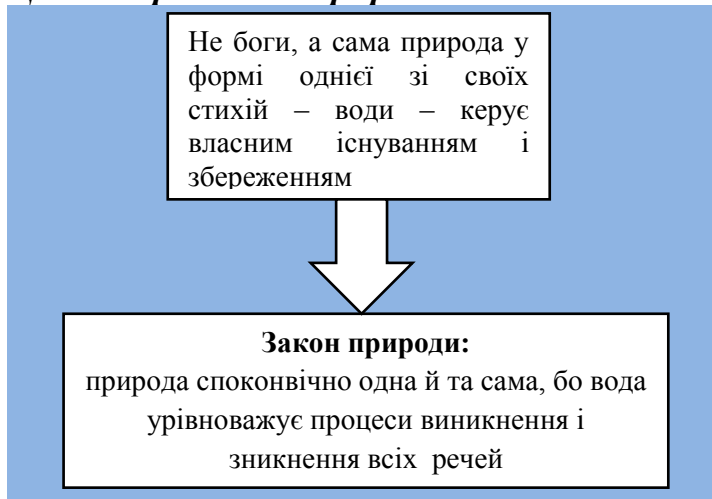 Не боги, а сама природа у
формі однієї зі своїх
стихій – води – керує
власним існуванням і
збереженням
Закон природи:
природа споконвічно одна й та сама, бо вода
урівноважує процеси виникнення і
зникнення всіх речей